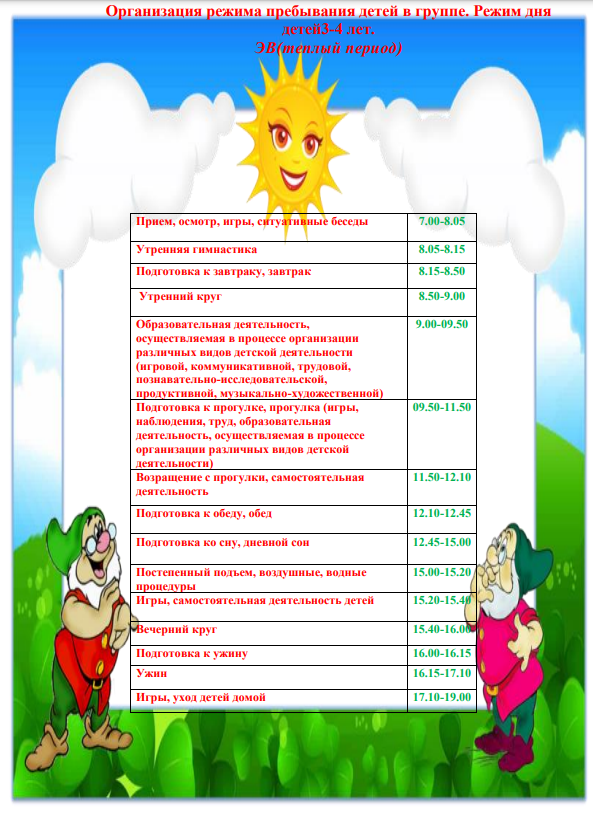 Организация режима пребывания детей в группе. Режим дня
детей3-4 лет.
ЭВ(теплый период)
Прием, осмотр, игры, ситуативные беседы 7.00-8.05
Утренняя гимнастика 8.05-8.15
Подготовка к завтраку, завтрак 8.15-8.50
Утренний круг 8.50-9.00
Образовательная деятельность, 9.00-09.50
осуществляемая в процессе организации
различных видов детской деятельности
(игровой, коммуникативной, трудовой,
познавательно-исследовательской,
продуктивной, музыкально-художественной)
Подготовка к прогулке, прогулка (игры, 09.50-11.50
наблюдения, труд, образовательная
деятельность, осуществляемая в процессе
организации различных видов детской
деятельности)
Возращение с прогулки, самостоятельная 11.50-12.10
деятельность
Подготовка к обеду, обед 12.10-12.45
Подготовка ко сну, дневной сон 12.45-15.00
Постепенный подъем, воздушные, водные 15.00-15.20
процедуры
Игры, самостоятельная деятельность детей 15.20-15.40
Вечерний круг 15.40-16.00
Подготовка к ужину 16.00-16.15
Ужин 16.15-17.10
Игры, уход детей домой 17.10-19.00